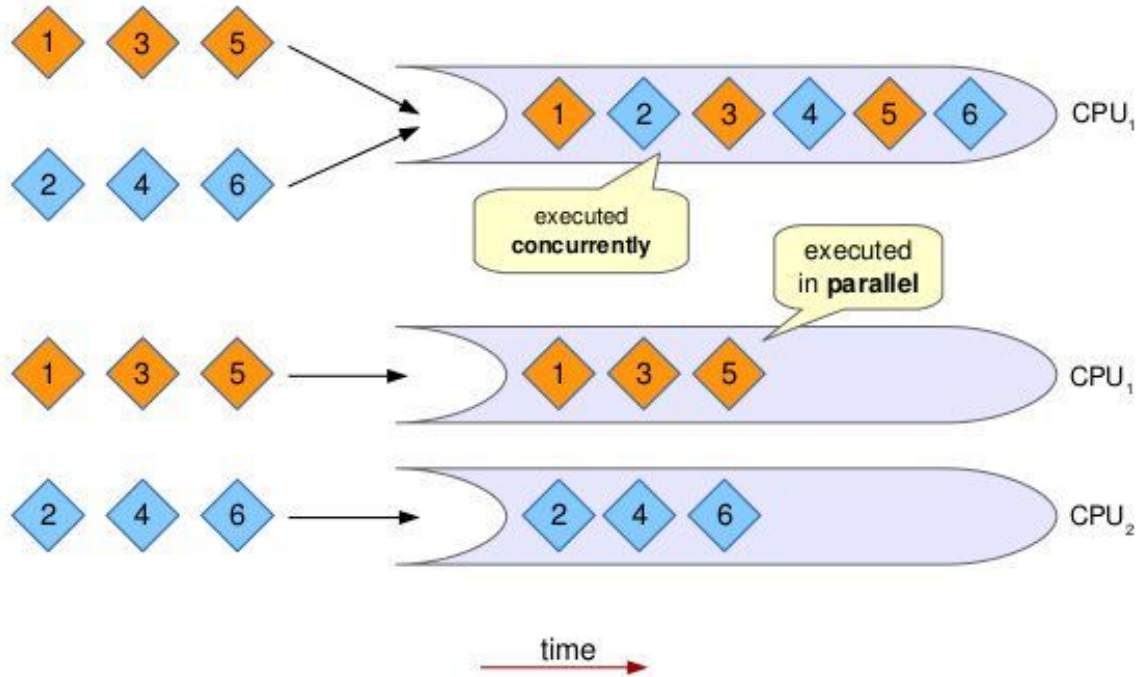 1 3 5
1 2 3 4 5 6 CPU1
2 4 6
executed
concurrently
executed
in parallel
1 3 5
1 3 5 CPU1
2 4 6
2 4 6 CPU2
time